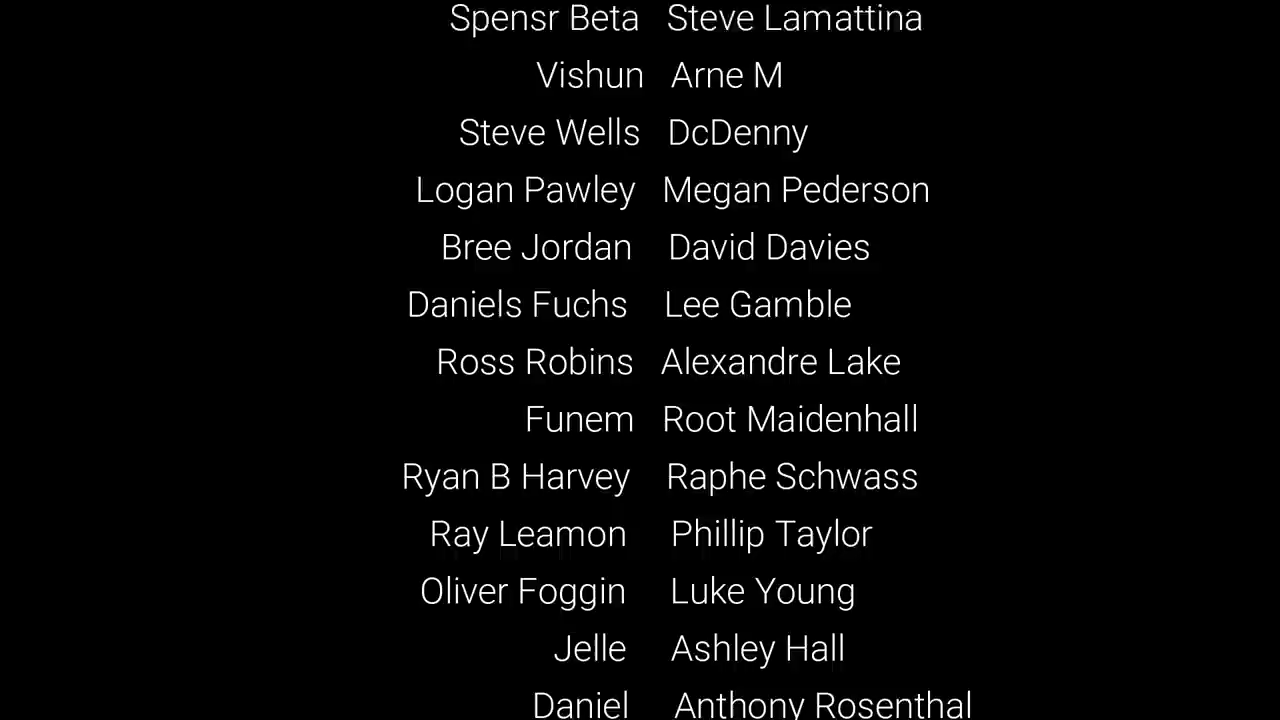 Spensr Beta Steve Lamattina
Vishun Arne M
Steve Wells DcDenny
Logan Pawley Megan Pederson
Bree Jordan David Davies
Daniels Fuchs Lee Gamble
Ross Robins Alexandre Lake
Funem Root Maidenhall
Ryan B Harvey Raphe Schwass
Ray Leamon Phillip Taylor
Oliver Foggin Luke Young
Jelle Ashley Hall
Daniel Anthony Rosenthal